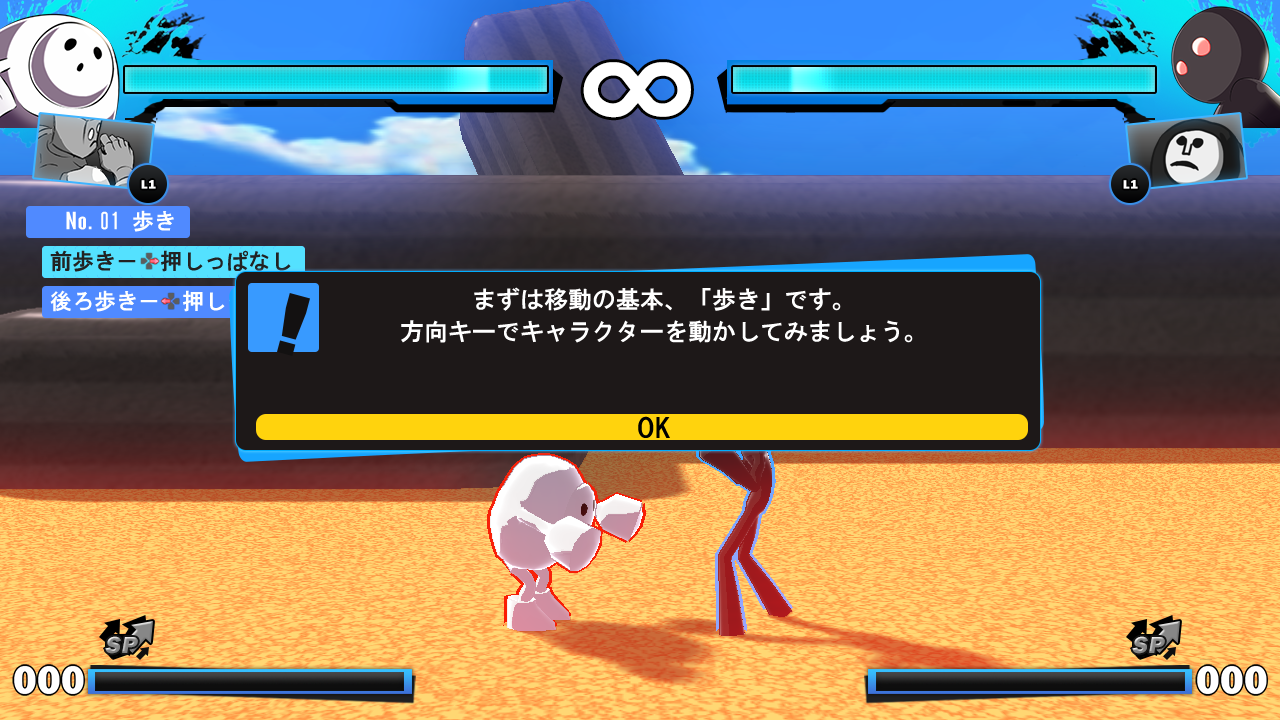 ∞
L1
L1
No.01 歩き
前歩きー押しっぱなし
後ろ歩きー押し
まずは移動の基本、「歩き」です。
方向キーでキャラクターを動かしてみましょう。
OK
SP
SP
000
000